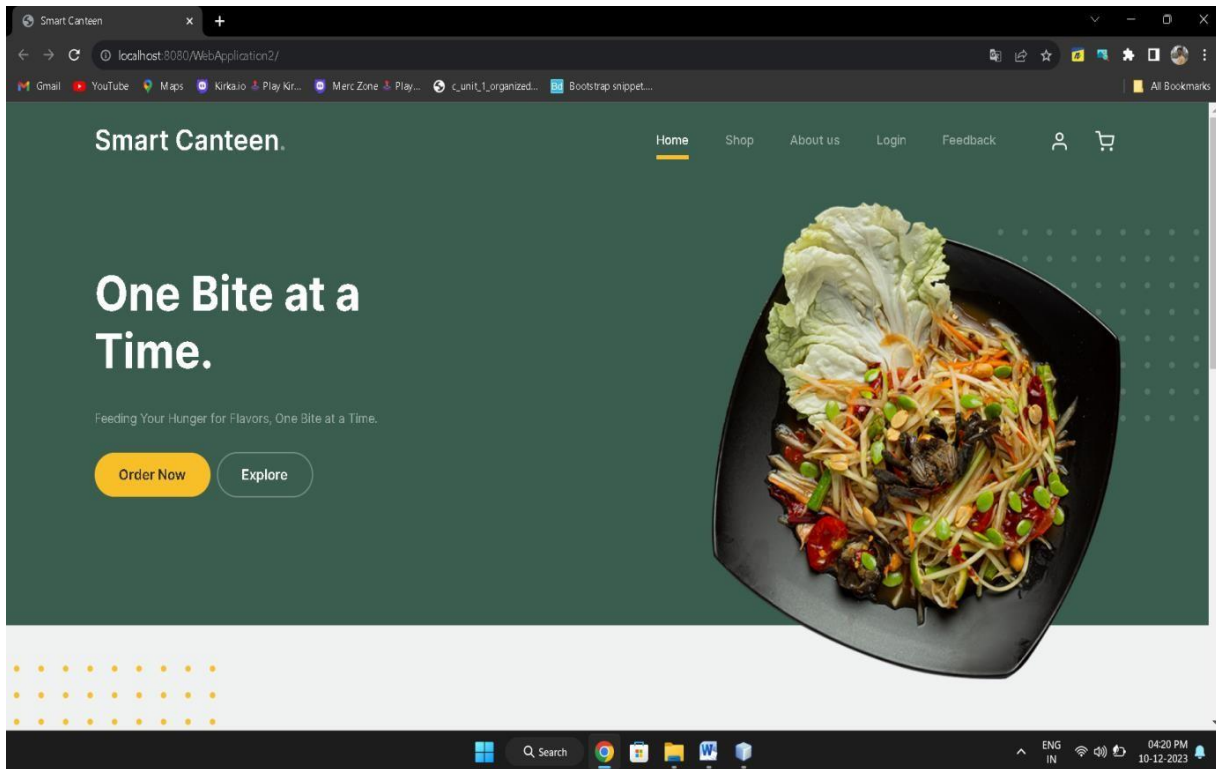 Smart Canteen
localhost:8080/WebApplication2/
Gmail YouTube Maps Kirka.io Play Kir... Merc Zone Play... c_unit_1_organized... Bd Bootstrap snippet.... All Bookmarks
Smart Canteen. Home Shop About us Login Feedback
One Bite at a
Time.
Feeding Your Hunger for Flavors, One Bite at a Time.
Order Now Explore
Search W ENG 04:20 PM
IN 10-12-2023